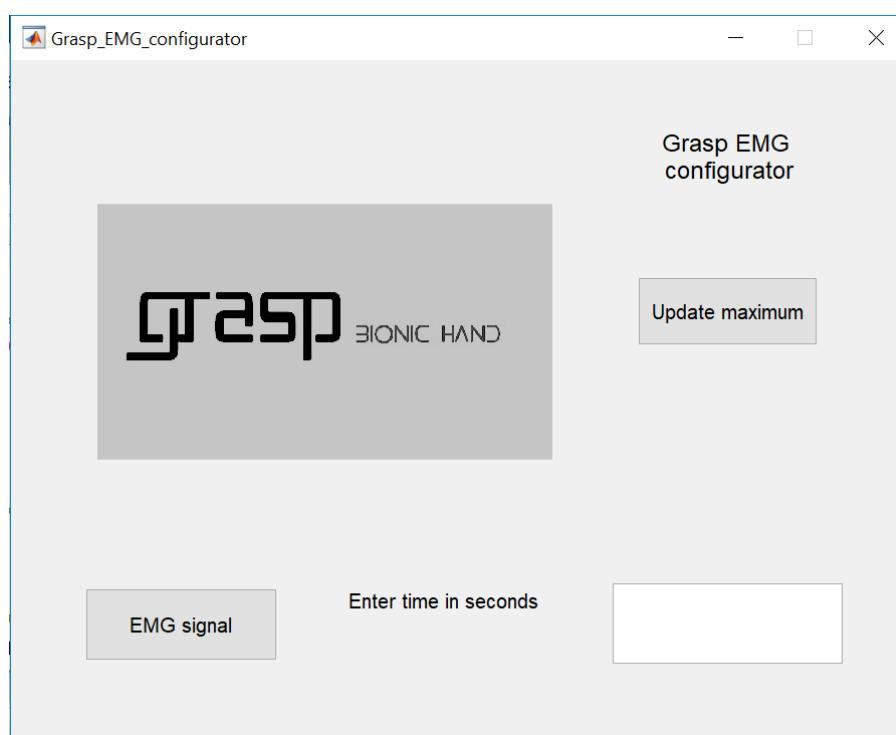 Grasp_EMG_configurator
Grasp EMG
configurator
grasp BIONIC HAND
Update maximum
EMG signal
Enter time in seconds